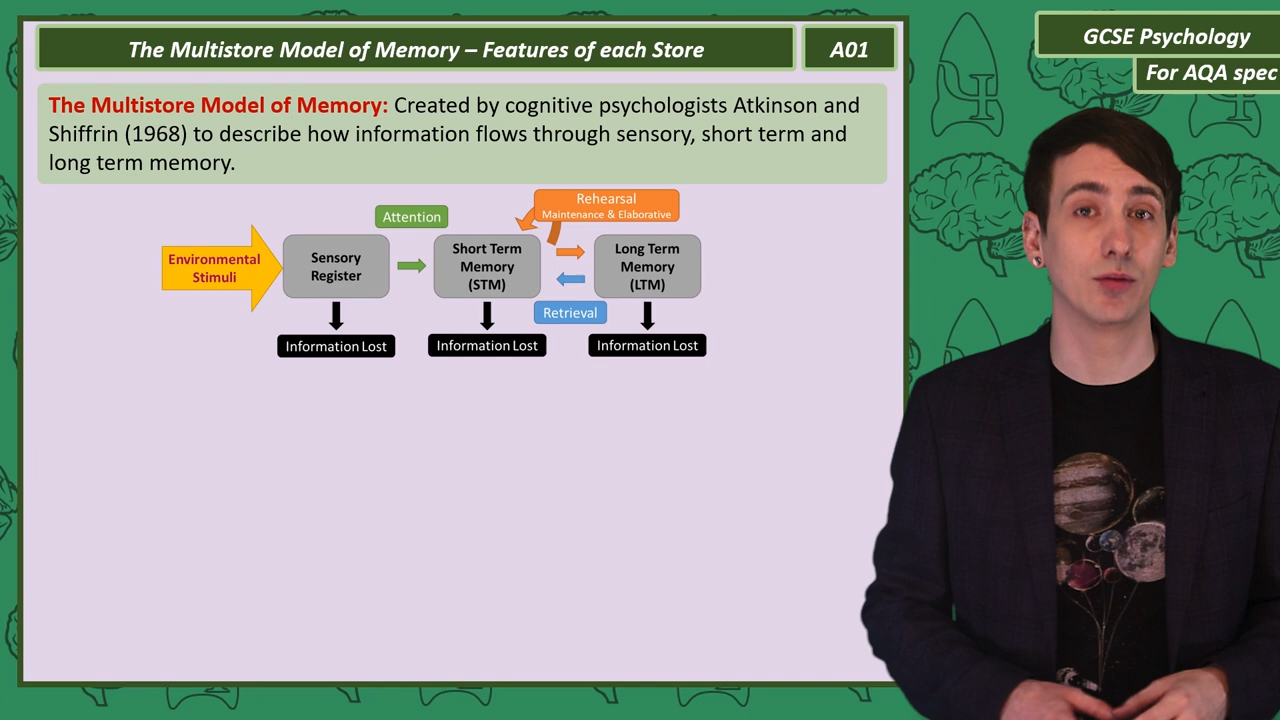 The Multistore Model of Memory – Features of each Store
A01
GCSE Psychology
For AQA spec
The Multistore Model of Memory: Created by cognitive psychologists Atkinson and
Shiffrin (1968) to describe how information flows through sensory, short term and
long term memory.
Rehearsal
Maintenance & Elaborative
Attention
Environmental
Stimuli
Sensory
Register
Short Term
Memory
(STM)
Long Term
Memory
(LTM)
Retrieval
Information Lost
Information Lost
Information Lost